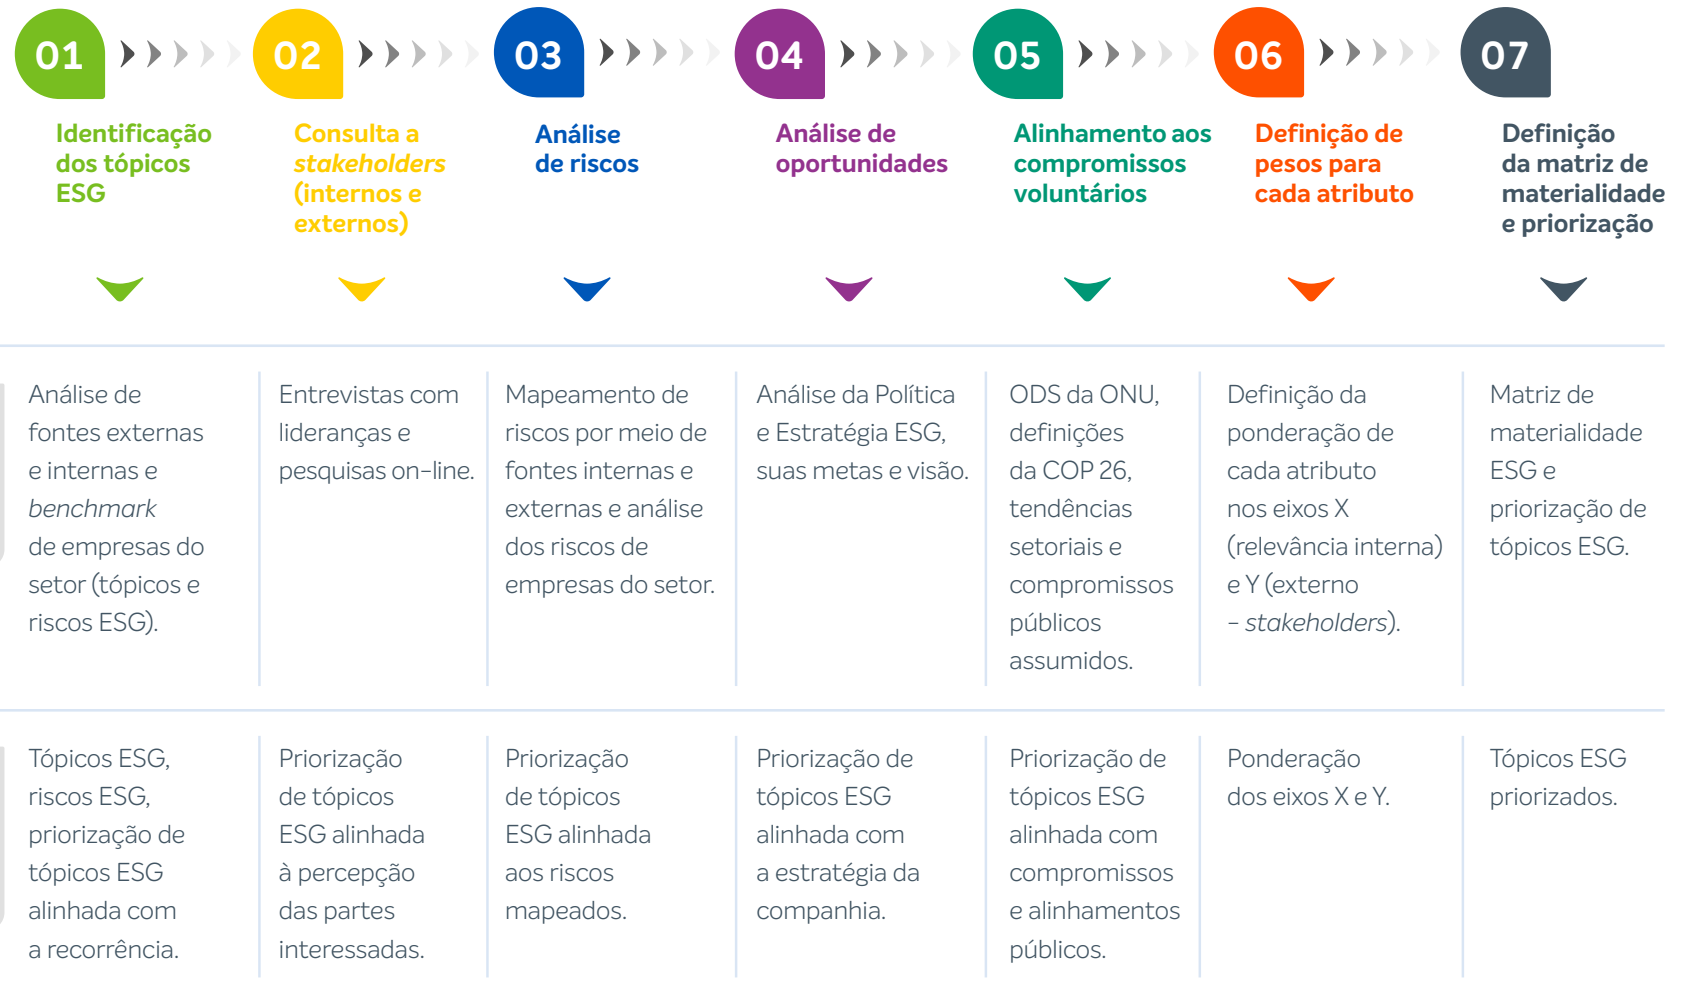 01
02
03
04
05
06
07
Identificação
dos tópicos
ESG
Consulta a
stakeholders
(internos e
externos)
Análise
de riscos
Análise de
oportunidades
Alinhamento aos
compromissos
voluntários
Definição de
pesos para
cada atributo
Definição
da matriz de
materialidade
e priorização
Análise de
fontes externas
e internas e
benchmark
de empresas do
setor (tópicos e
riscos ESG).
Entrevistas com
lideranças e
pesquisas on-line.
Mapeamento de
riscos por meio de
fontes internas e
externas e análise
dos riscos de
empresas do setor.
Análise da Política
e Estratégia ESG,
suas metas e visão.
ODS da ONU,
definições
da COP 26,
tendências
setoriais e
compromissos
públicos
assumidos.
Definição da
ponderação de
cada atributo
nos eixos X
(relevância interna)
e Y (externo
- stakeholders).
Matriz de
materialidade
ESG e
priorização de
tópicos ESG.
Tópicos ESG,
riscos ESG,
priorização de
tópicos ESG
alinhada com
a recorrência.
Priorização
de tópicos
ESG alinhada
à percepção
das partes
interessadas.
Priorização
de tópicos
ESG alinhada
aos riscos
mapeados.
Priorização de
tópicos ESG
alinhada com
a estratégia da
companhia.
Priorização de
tópicos ESG
alinhada com
compromissos
e alinhamentos
públicos.
Ponderação
dos eixos X e Y.
Tópicos ESG
priorizados.